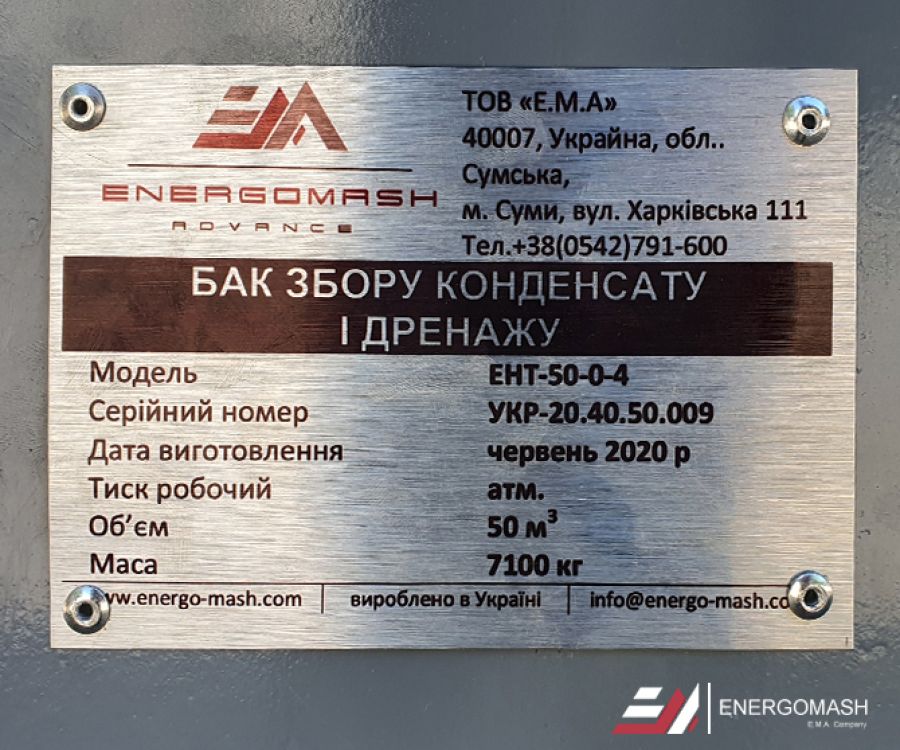 ENERGOMASH
ADVANCE
ТОВ «Е.М.А»
40007, Украйна, обл..
Сумська,
м. Суми, вул. Харківська 111
Тел.+38(0542)791-600
БАК ЗБОРУ КОНДЕНСАТУ
І ДРЕНАЖУ
Модель ЕНТ-50-0-4
Серійний номер УКР-20.40.50.009
Дата виготовлення червень 2020 р
Тиск робочий атм.
Об’єм 50 м³
Маса 7100 кг
ww.energo-mash.com вироблено в Україні info@energo-mash.co
ENERGOMASH
E.M.A. Company